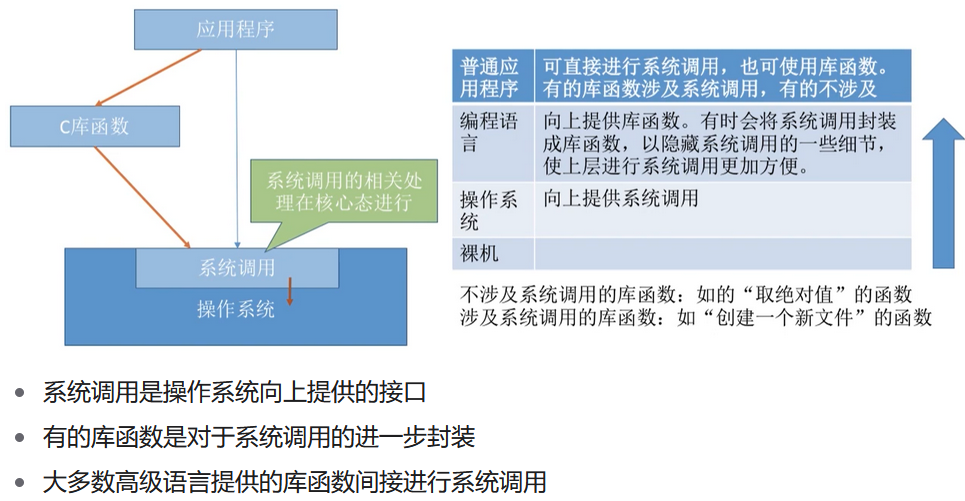 应用程序
C库函数
系统调用的相关处
理在核心态进行
系统调用
操作系统
普通应
用程序
可直接进行系统调用，也可使用库函数。
有的库函数涉及系统调用，有的不涉及
编程语
言
向上提供库函数。有时会将系统调用封装
成库函数，以隐藏系统调用的一些细节，
使上层进行系统调用更加方便。
操作系
统
向上提供系统调用
裸机
不涉及系统调用的库函数：如的“取绝对值”的函数
涉及系统调用的库函数：如“创建一个新文件”的函数
系统调用是操作系统向上提供的接口
有的库函数是对于系统调用的进一步封装
大多数高级语言提供的库函数间接进行系统调用